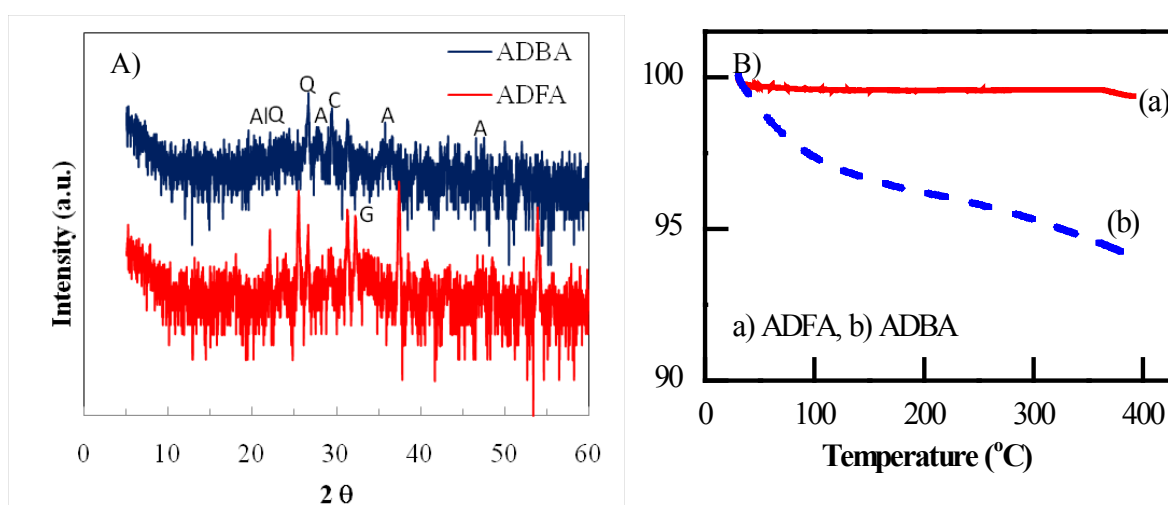 A)
ADBA
ADFA
Q
Al
Q
A
C
A
A
G
Intensity (a.u.)
0 10 20 30 40 50 60
2 θ
B)
100
95
90
(a)
(b)
a) ADFA, b) ADBA
0 100 200 300 400
Temperature (°C)